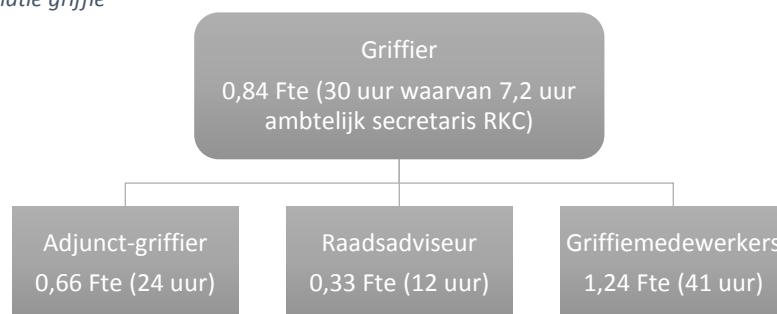 griffie
Griffier
0,84 Fte (30 uur waarvan 7,2 uur
ambtelijk secretaris RKC)
Adjunct-griffier
0,66 Fte (24 uur)
Raadsadviseur
0,33 Fte (12 uur)
Griffiemedewerkers
1,24 Fte (41 uur)